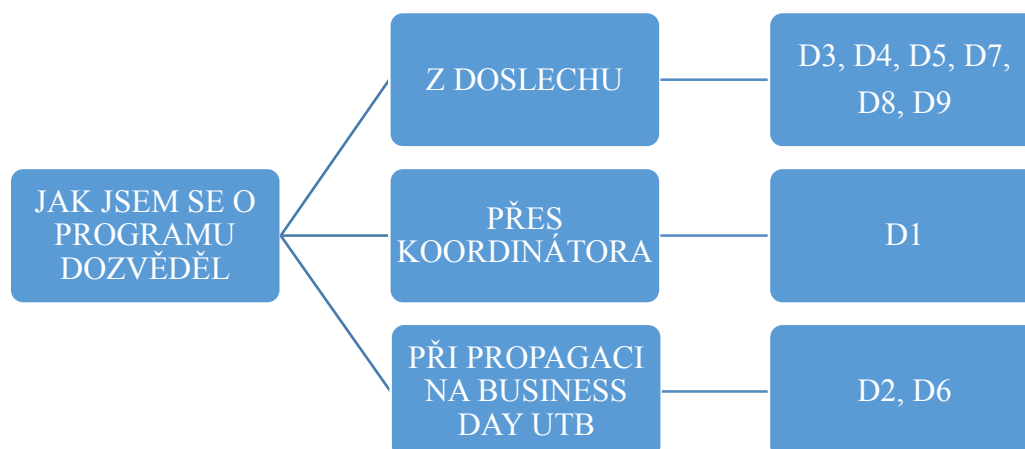 JAK JSEM SE O
PROGRAMU
DOZVĚDĚL
Z DOSLECHU
D3, D4, D5, D7,
D8, D9
PŘES
KOORDINÁTORA
D1
PŘI PROPAGACI
NA BUSINESS
DAY UTB
D2, D6